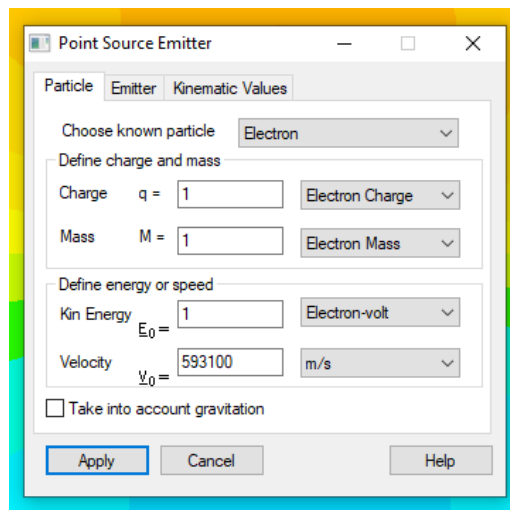 Point Source Emitter
Particle Emitter Kinematic Values
Choose known particle Electron
Define charge and mass
Charge q = 1 Electron Charge
Mass M = 1 Electron Mass
Define energy or speed
Kin Energy E0= 1 Electron-volt
Velocity V0= 593100 m/s
Take into account gravitation
Apply Cancel Help